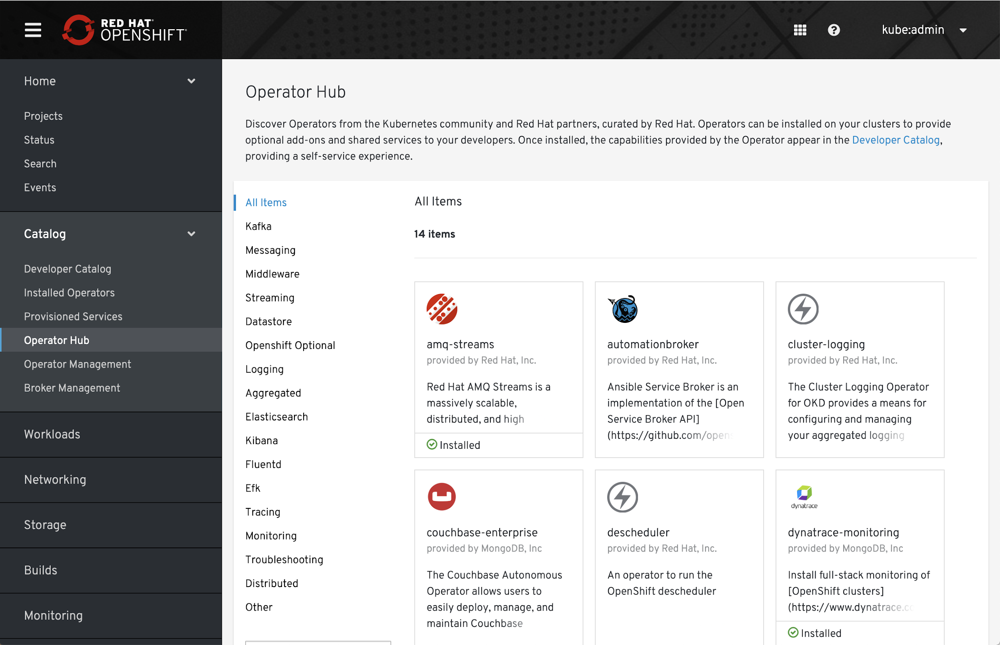 RED HAT
OPENSHIFT
kube:admin
Home
Projects
Status
Search
Events
Catalog
Developer Catalog
Installed Operators
Provisioned Services
Operator Hub
Operator Management
Broker Management
Workloads
Networking
Storage
Builds
Monitoring
Operator Hub
Discover Operators from the Kubernetes community and Red Hat partners, curated by Red Hat. Operators can be installed on your clusters to provide
optional add-ons and shared services to your developers. Once installed, the capabilities provided by the Operator appear in the Developer Catalog,
providing a self-service experience.
All Items
Kafka
Messaging
Middleware
Streaming
Datastore
Openshift Optional
Logging
Aggregated
Elasticsearch
Kibana
Fluentd
Efk
Tracing
Monitoring
Troubleshooting
Distributed
Other
All Items
14 items
amq-streams
provided by Red Hat, Inc.
Red Hat AMQ Streams is a
massively scalable,
distributed, and high
Installed
automationbroker
provided by Red Hat, Inc.
Ansible Service Broker is an
implementation of the [Open
Service Broker API]
(https://github.com/opens
cluster-logging
provided by Red Hat, Inc.
The Cluster Logging Operator
for OKD provides a means for
configuring and managing
your aggregated logging
couchbase-enterprise
provided by MongoDB, Inc
The Couchbase Autonomous
Operator allows users to
easily deploy, manage, and
maintain Couchbase
descheduler
provided by Red Hat, Inc.
An operator to run the
OpenShift descheduler
dynatrace
dynatrace-monitoring
provided by MongoDB, Inc
Install full-stack monitoring of
[OpenShift clusters]
(https://www.dynatrace.co
Installed